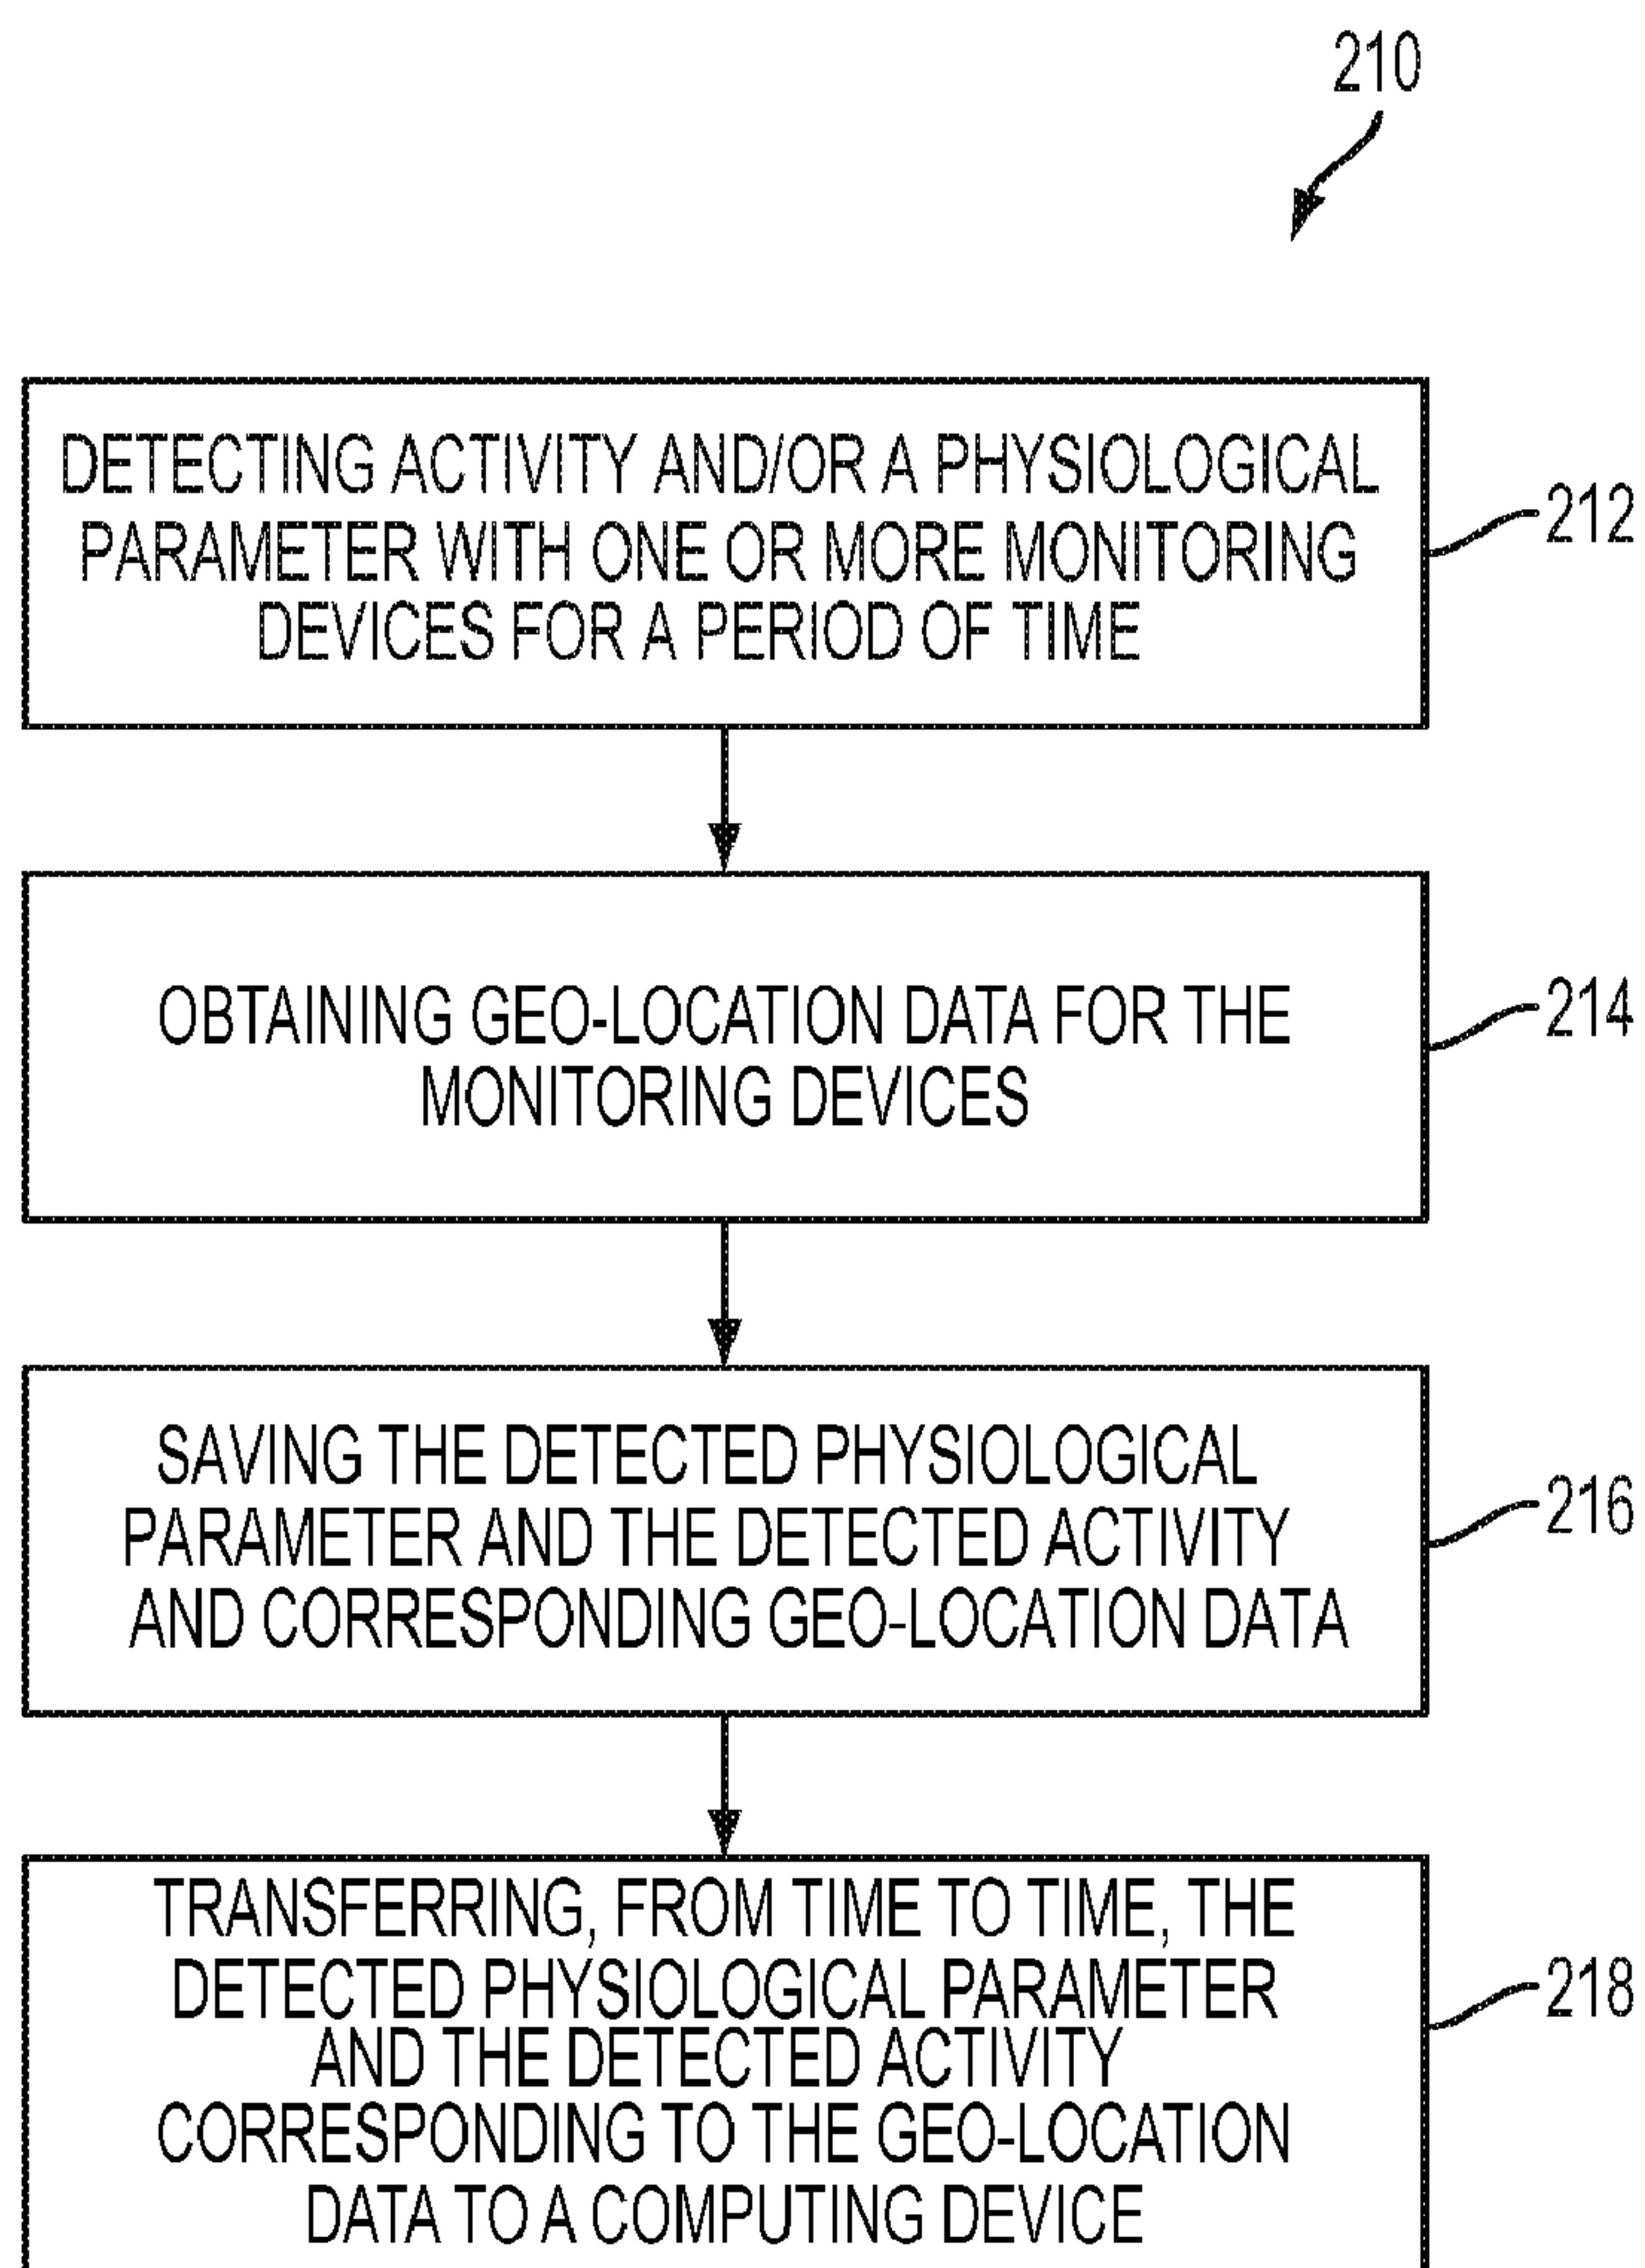 210
DETECTING ACTIVITY AND/OR A PHYSIOLOGICAL
PARAMETER WITH ONE OR MORE MONITORING
DEVICES FOR A PERIOD OF TIME
212
OBTAINING GEO-LOCATION DATA FOR THE
MONITORING DEVICES
214
SAVING THE DETECTED PHYSIOLOGICAL
PARAMETER AND THE DETECTED ACTIVITY
AND CORRESPONDING GEO-LOCATION DATA
216
TRANSFERRING, FROM TIME TO TIME, THE
DETECTED PHYSIOLOGICAL PARAMETER
AND THE DETECTED ACTIVITY
CORRESPONDING TO THE GEO-LOCATION
DATA TO A COMPUTING DEVICE
218